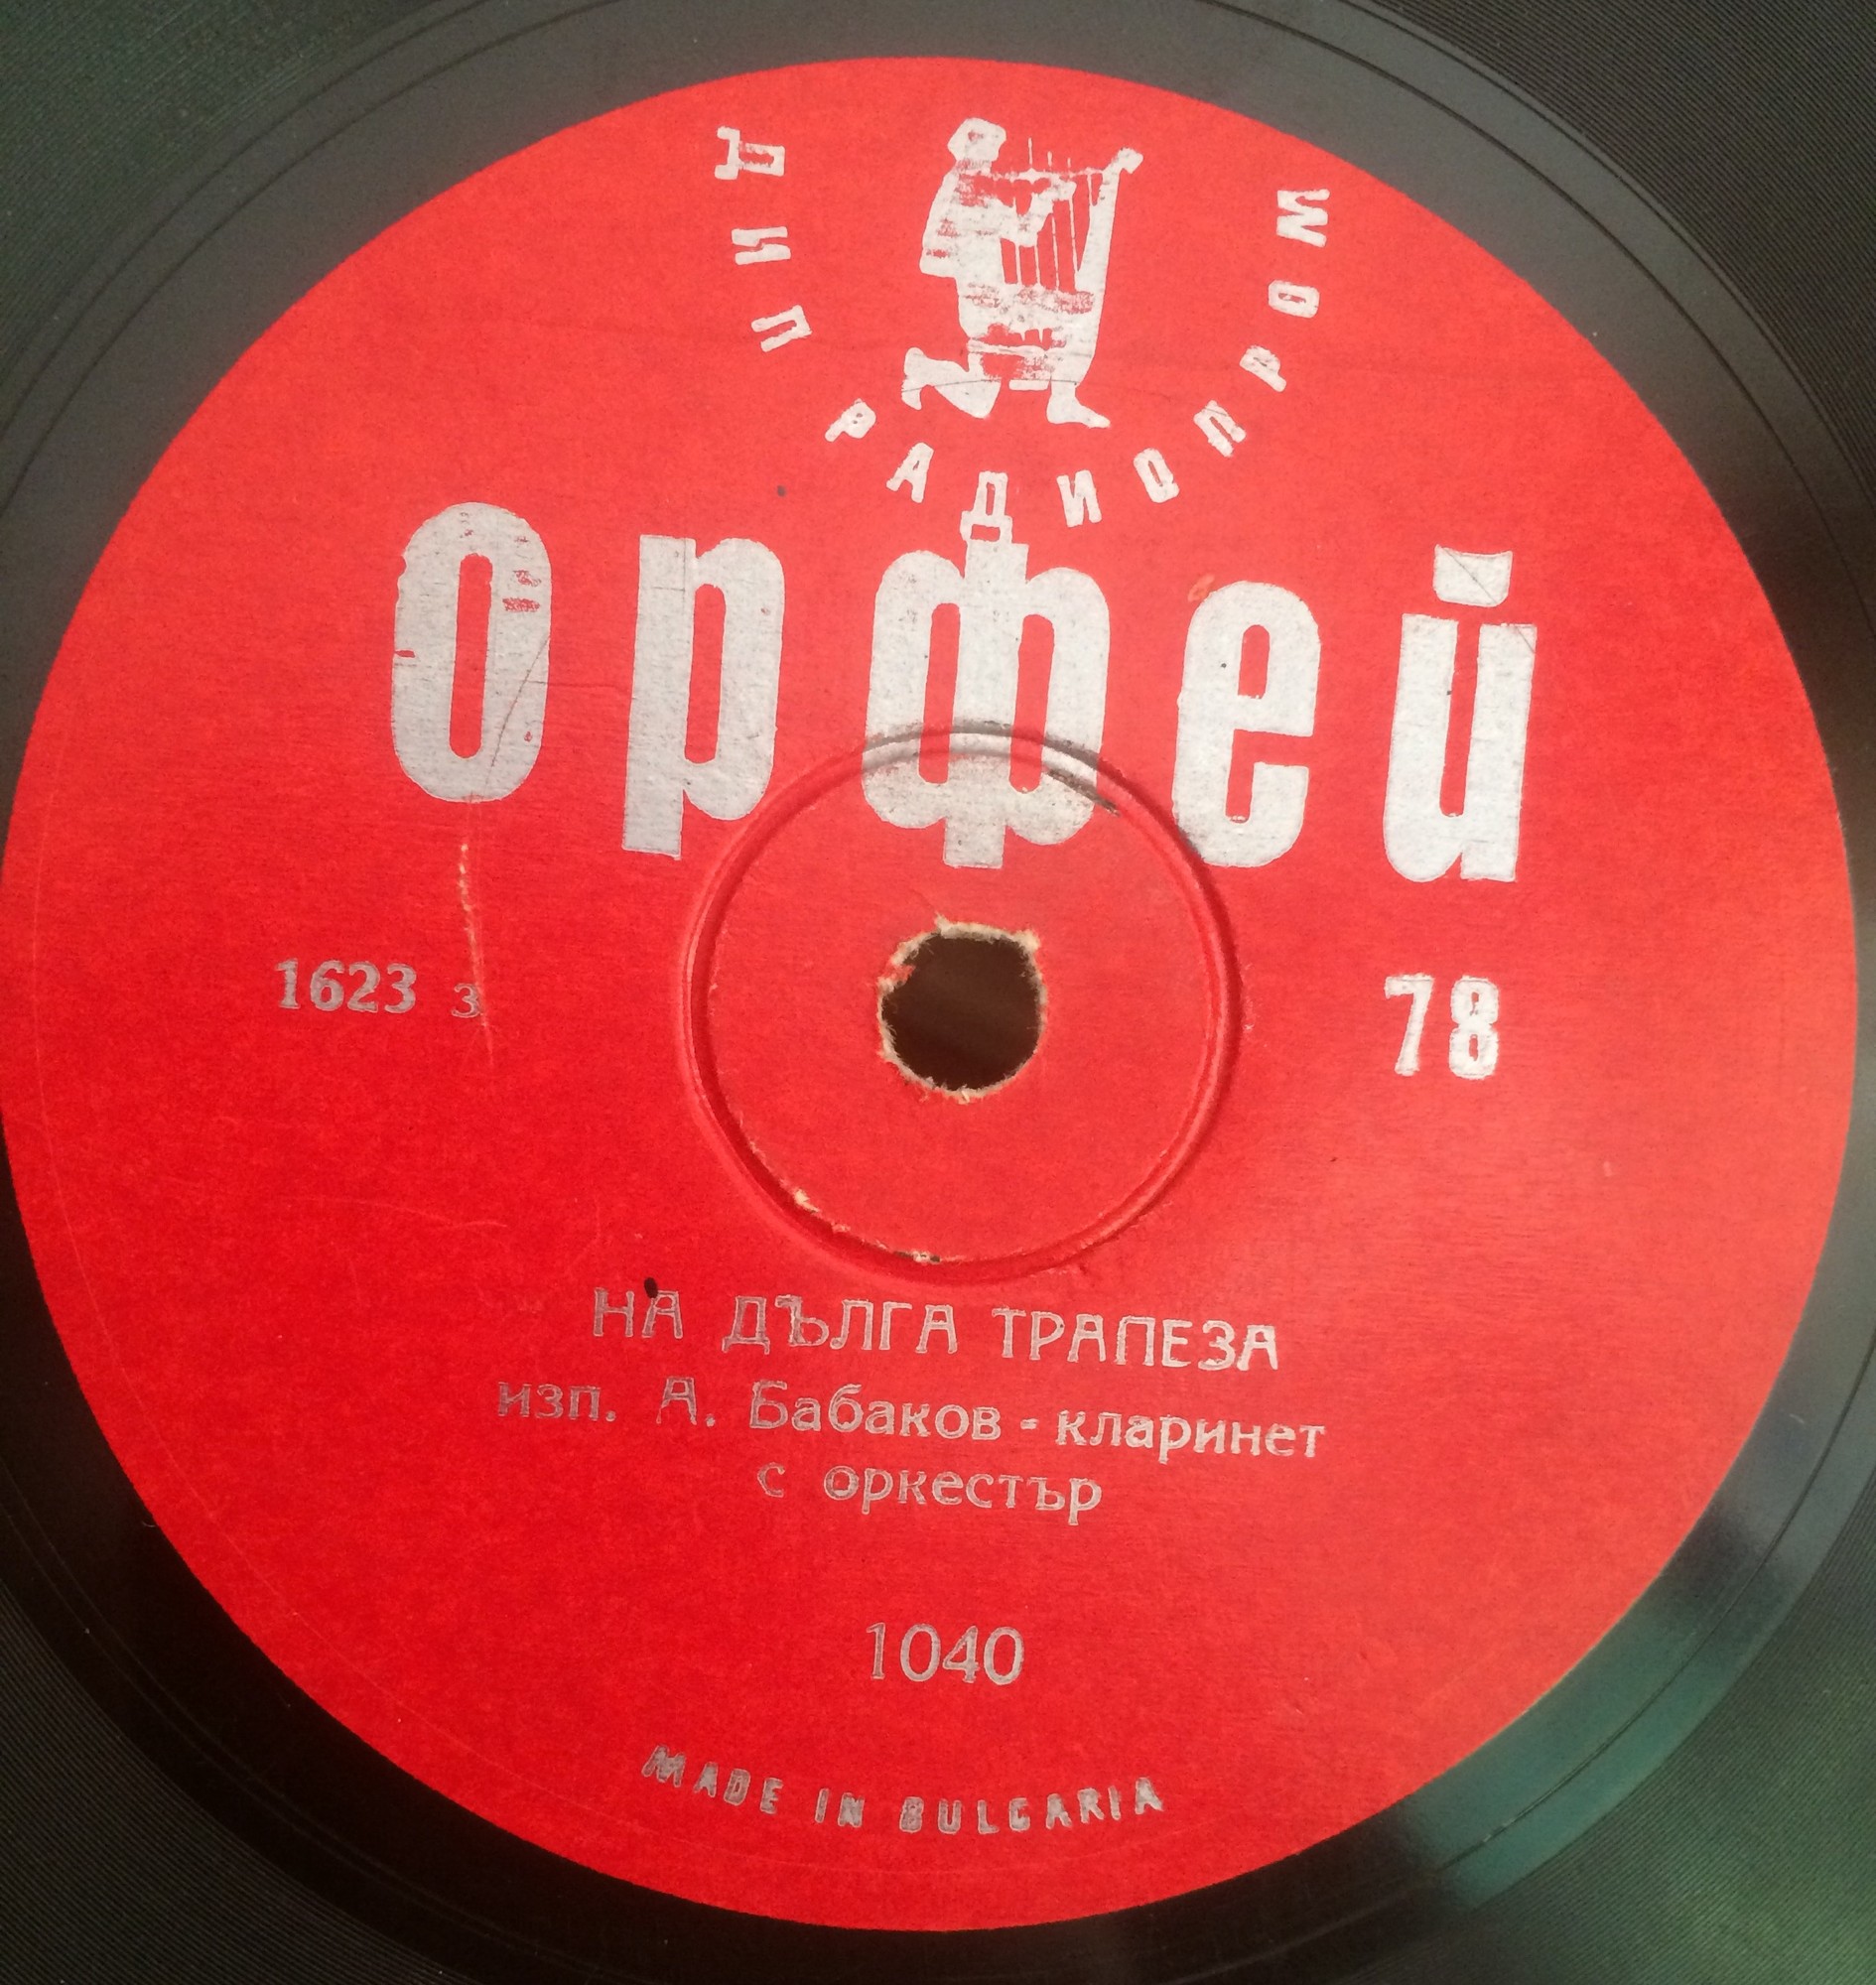 ДИП РАДИОПРОМ
Орфей
1623 з
78
НА ДЪЛГА ТРАПЕЗА
изп. А. Бабаков - кларинет
с оркестър
1040
MADE IN BULGARIA